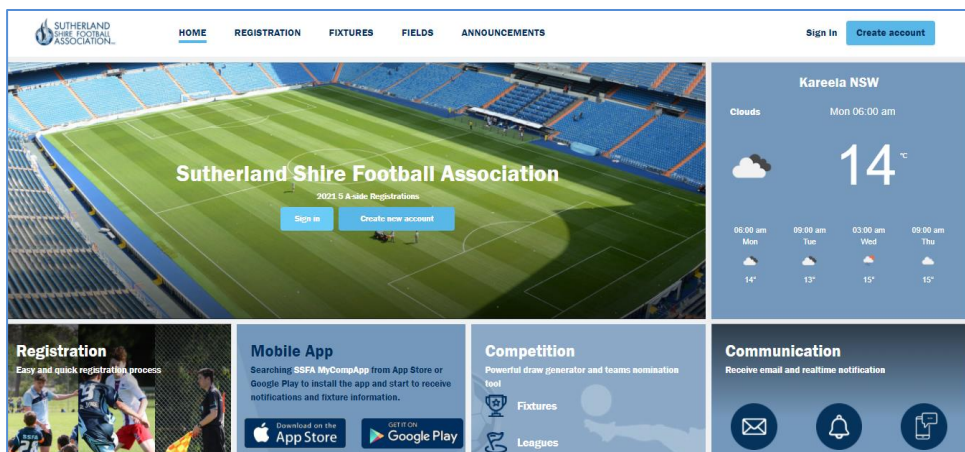 SUTHERLAND
SHIRE FOOTBALL
ASSOCIATION
HOME REGISTRATION FIXTURES FIELDS ANNOUNCEMENTS
Sign In Create account
Sutherland Shire Football Association
2021 5 A-side Registrations
Sign in Create new account
Kareela NSW
Clouds Mon 06:00 am
14 °C
06:00 am 09:00 am 03:00 am 09:00 am
Mon Tue Wed Thu
14° 13° 15° 15°
Registration
Easy and quick registration process
SSFA
Mobile App
Searching SSFA MyCompApp from App Store or
Google Play to install the app and start to receive
notifications and fixture information.
Download on the
App Store
GET IT ON
Google Play
Competition
Powerful draw generator and teams nomination
tool
Fixtures
Leagues
Communication
Receive email and realtime notification